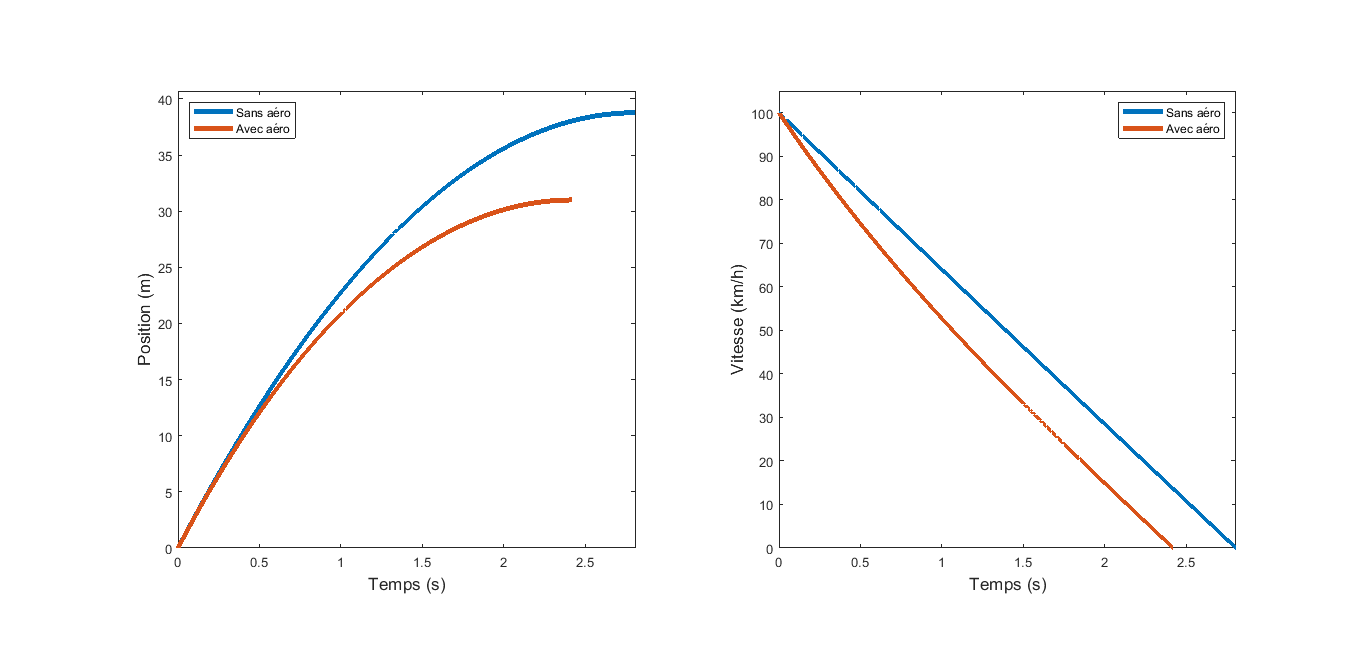 Sans aéro
Avec aéro
40
35
30
25
20
15
10
5
0
Position (m)
0 0.5 1 1.5 2 2.5
Temps (s)
Sans aéro
Avec aéro
100
90
80
70
60
50
40
30
20
10
0
Vitesse (km/h)
0 0.5 1 1.5 2 2.5
Temps (s)